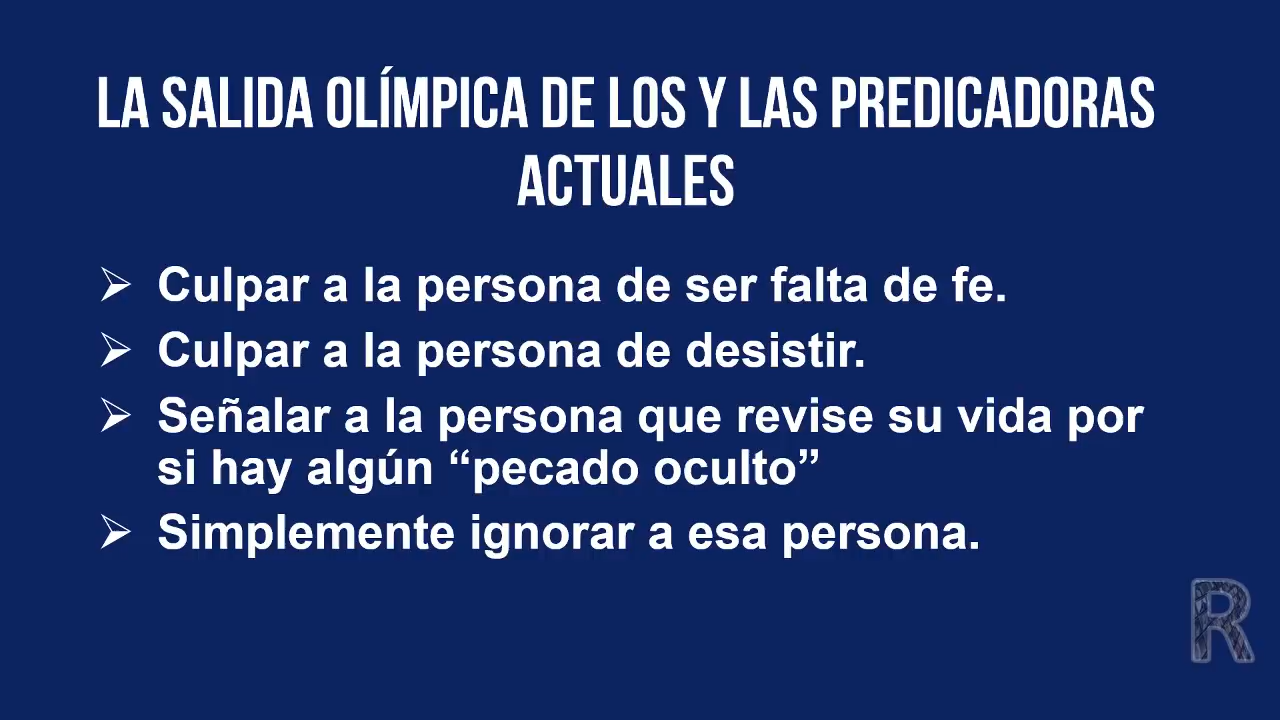 LA SALIDA OLÍMPICA DE LOS Y LAS PREDICADORAS
ACTUALES
➢ Culpar a la persona de ser falta de fe.
➢ Culpar a la persona de desistir.
➢ Señalar a la persona que revise su vida por
si hay algún “pecado oculto”
➢ Simplemente ignorar a esa persona.
R